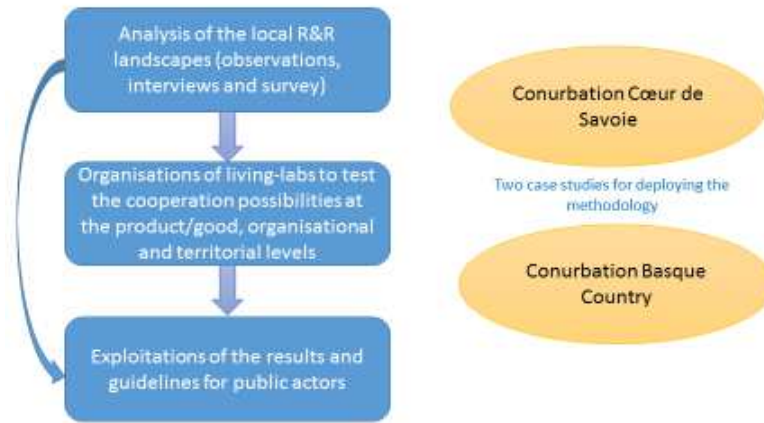 Analysis of the local R&R
landscapes (observations,
interviews and survey)
Organisations of living-labs to test
the cooperation possibilities at
the product/good, organisational
and territorial levels
Exploitations of the results and
guidelines for public actors
Conurbation Cœur de
Savoie
Two case studies for deploying the
methodology
Conurbation Basque
Country